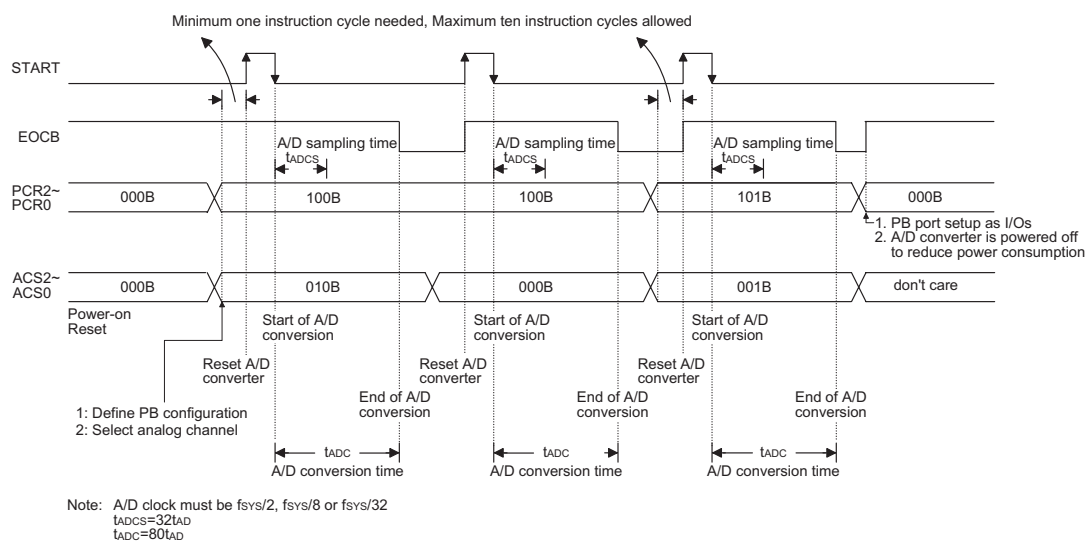 Minimum one instruction cycle needed, Maximum ten instruction cycles allowed
START
EOCB
A/D sampling time
tADCS
A/D sampling time
tADCS
A/D sampling time
tADCS
PCR2~
PCR0
000B
100B
100B
101B
000B
1. PB port setup as I/Os
2. A/D converter is powered off
to reduce power consumption
ACS2~
ACS0
000B
010B
000B
001B
don't care
Power-on
Reset
Start of A/D
conversion
Start of A/D
conversion
Start of A/D
conversion
Reset A/D
converter
Reset A/D
converter
Reset A/D
converter
End of A/D
conversion
End of A/D
conversion
End of A/D
conversion
1: Define PB configuration
2: Select analog channel
tADC
A/D conversion time
tADC
A/D conversion time
tADC
A/D conversion time
Note: A/D clock must be fSYS/2, fSYS/8 or fSYS/32
tADCS=32tAD
tADC=80tAD